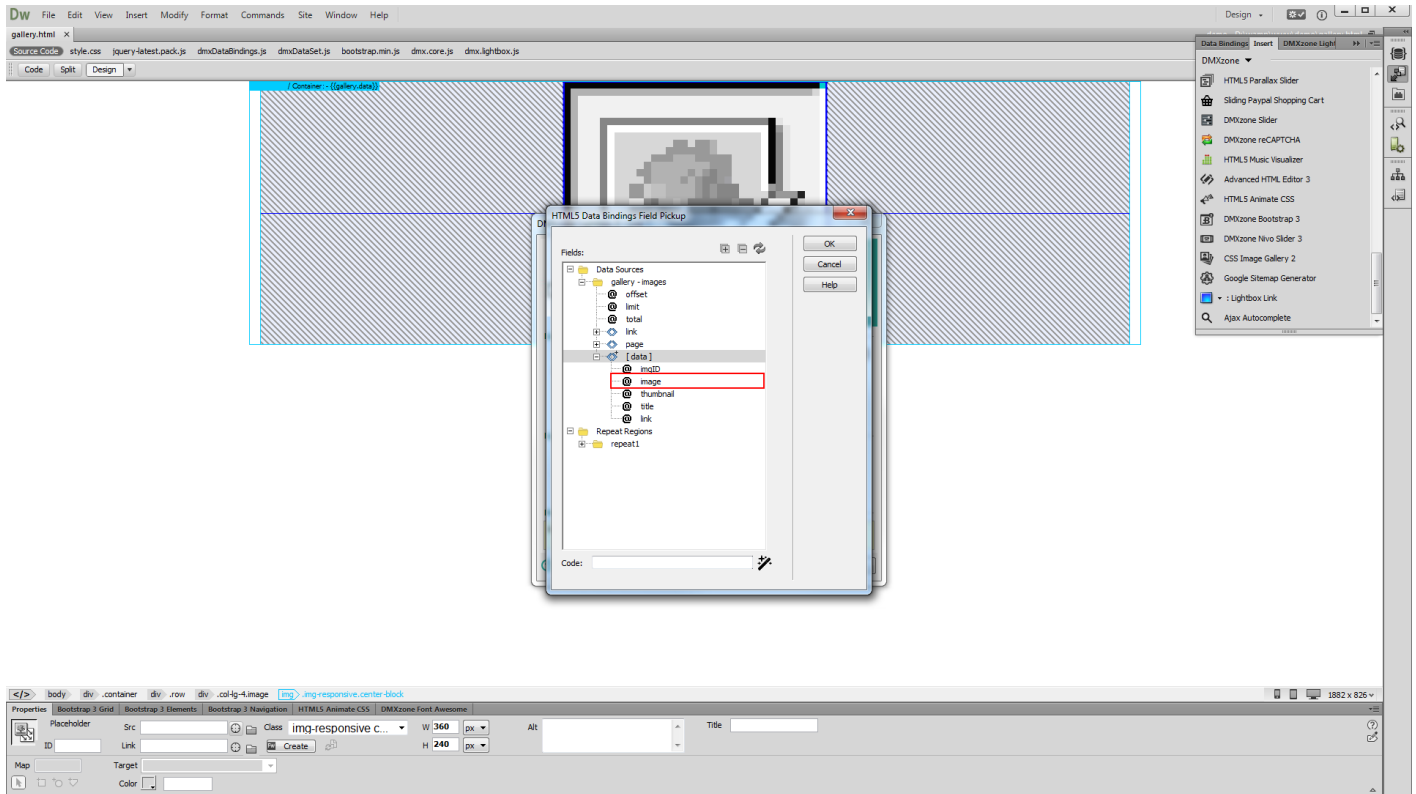 Dw File Edit View Insert Modify Format Commands Site Window Help
Design
gallery.html ×
Source Code style.css jquery-latest.pack.js dmxDataBindings.js dmxDataSet.js bootstrap.min.js dmx.core.js dmx.lightbox.js
Code Split Design
/ Container: - {{gallery.data}}
Data Bindings Insert DMXzone Light
DMXzone
HTML5 Parallax Slider
Sliding Paypal Shopping Cart
DMXzone Slider
DMXzone reCAPTCHA
HTML5 Music Visualizer
Advanced HTML Editor 3
HTML5 Animate CSS
DMXzone Bootstrap 3
DMXzone Nivo Slider 3
CSS Image Gallery 2
Google Sitemap Generator
: Lightbox Link
Ajax Autocomplete
HTML5 Data Bindings Field Pickup
Fields:
OK
Cancel
Help
Data Sources
gallery - images
@ offset
@ limit
@ total
link
page
[ data ]
@ imgID
@ image
@ thumbnail
@ title
@ link
Repeat Regions
repeat1
Code:
</> body div .container div .row div .col-lg-4.image img .img-responsive.center-block
1882 x 826
Properties Bootstrap 3 Grid Bootstrap 3 Elements Bootstrap 3 Navigation HTML5 Animate CSS DMXzone Font Awesome
Placeholder Src Class img-responsive c... W 360 px Alt Title
ID Link Create H 240 px
Map Target
Color